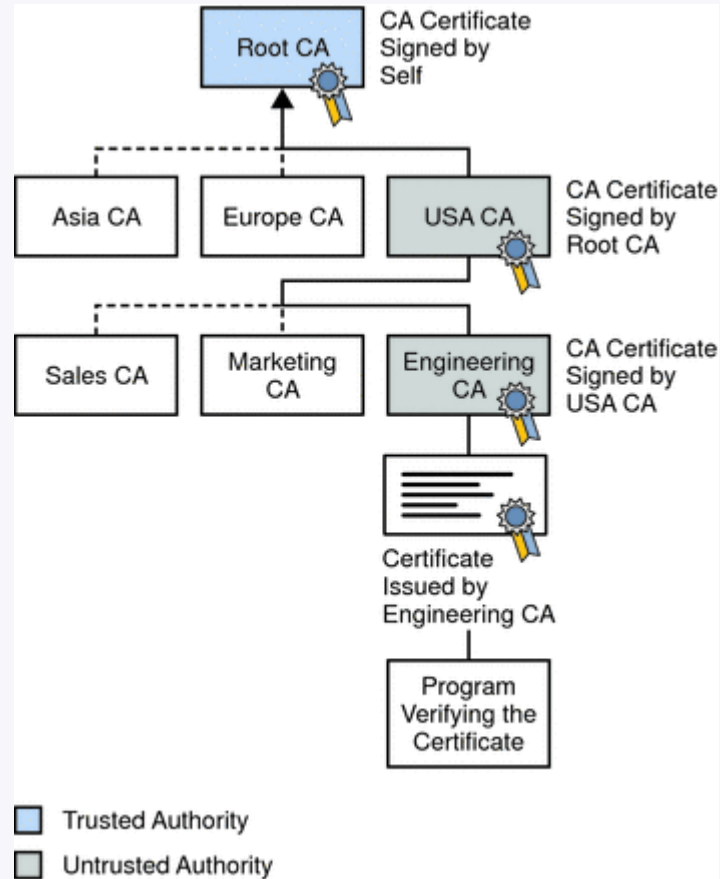 Root CA
CA Certificate
Signed by
Self
Asia CA
Europe CA
USA CA
CA Certificate
Signed by
Root CA
Sales CA
Marketing
CA
Engineering
CA
CA Certificate
Signed by
USA CA
Certificate
Issued by
Engineering CA
Program
Verifying the
Certificate
Trusted Authority
Untrusted Authority